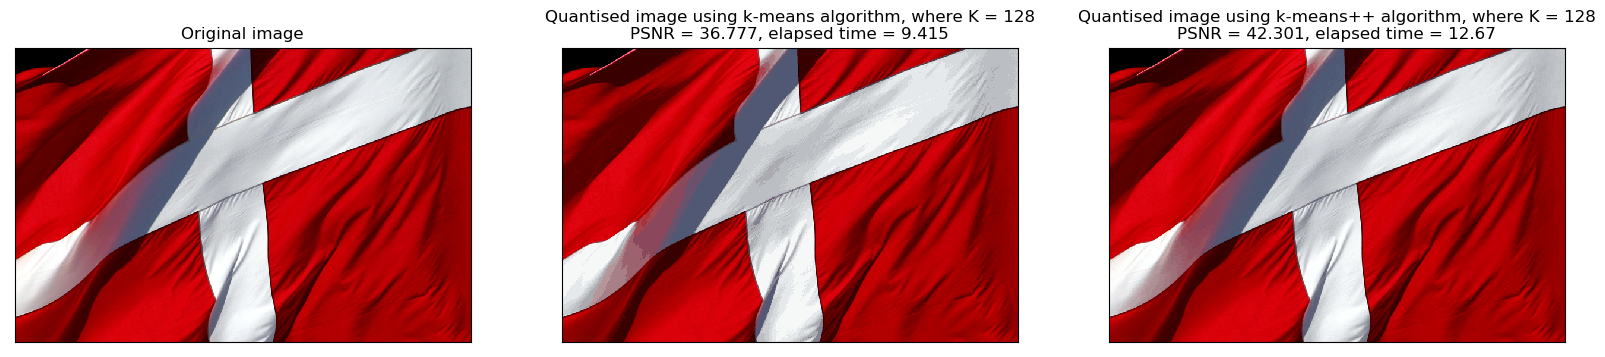 Original image
Quantised image using k-means algorithm, where K = 128
PSNR = 36.777, elapsed time = 9.415
Quantised image using k-means++ algorithm, where K = 128
PSNR = 42.301, elapsed time = 12.67